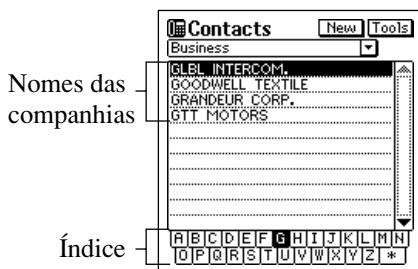 Contacts New Tools
Business
GLBL INTERCOM.
GOODWELL TEXTILE
GRANDEUR CORP.
GTT MOTORS
Nomes das
companhias
Índice
A B C D E F G H I J K L M N
O P Q R S T U V W X Y Z *